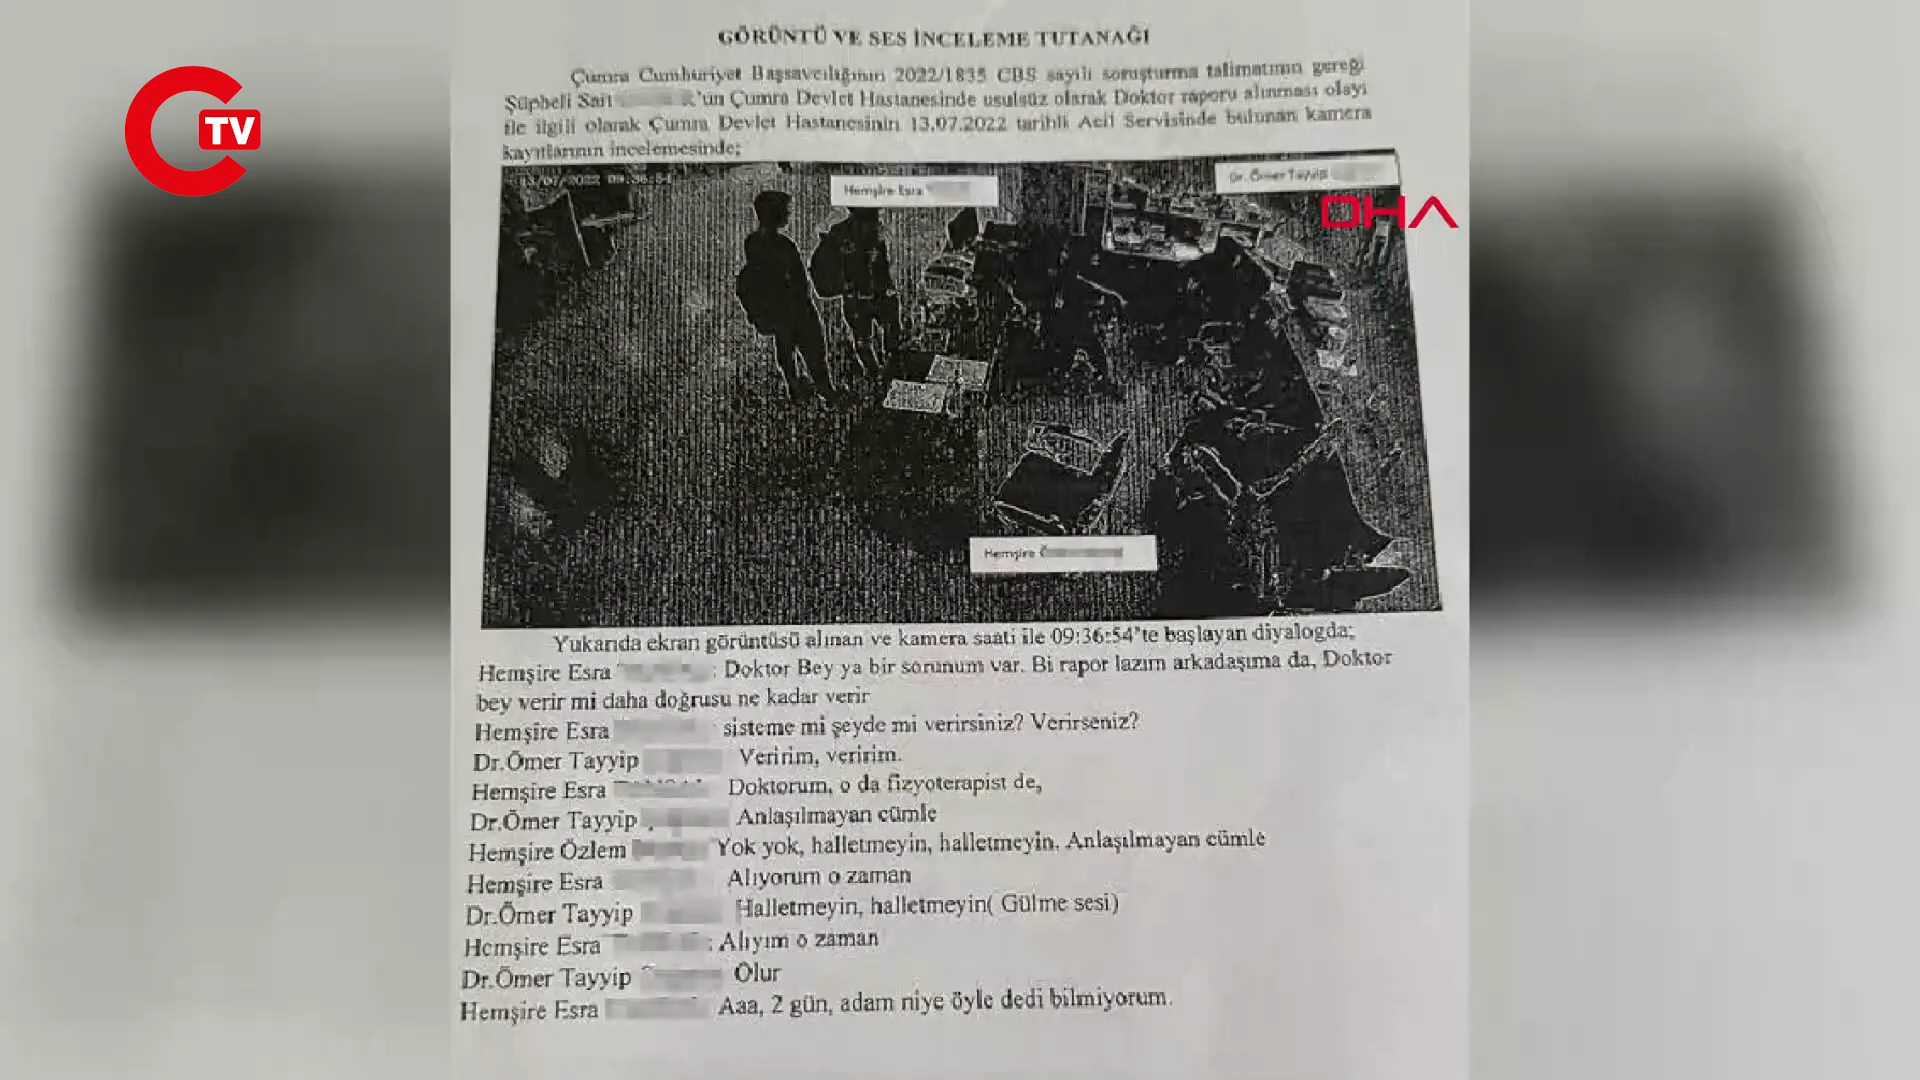 GÖRÜNTÜ VE SES İNCELEME TUTANAĞI
Çumra Cumhuriyet Başsavcılığının 2022/1835 CBS sayılı soruşturma talimatının gereği
Şüpheli Sait 'un Çumra Devlet Hastanesinde usulsüz olarak Doktor raporu alınması olayı
ile ilgili olarak Çumra Devlet Hastanesinin 13.07.2022 tarihli Acil Servisinde bulunan kamera
kayıtlarının incelemesinde;
TV
13/07/2022 09:36:54
Hemşire Esra
Dr. Ömer Tayyip
DHA
Hemşire Ö
Yukarıda ekran görüntüsü alınan ve kamera saati ile 09:36:54'te başlayan diyalogda;
Hemşire Esra : Doktor Bey ya bir sorunum var. Bi rapor lazım arkadaşıma da, Doktor
bey verir mi daha doğrusu ne kadar verir
Hemşire Esra sisteme mi şeyde mi verirsiniz? Verirseniz?
Dr.Ömer Tayyip Veririm, veririm.
Hemşire Esra Doktorum, o da fizyoterapist de,
Dr.Ömer Tayyip Anlaşılmayan cümle
Hemşire Özlem Yok yok, halletmeyin, halletmeyin. Anlaşılmayan cümle
Hemşire Esra Alıyorum o zaman
Dr.Ömer Tayyip Halletmeyin, halletmeyin( Gülme sesi)
Hemşire Esra : Alıyım o zaman
Dr.Ömer Tayyip Olur
Hemşire Esra Aaa, 2 gün, adam niye öyle dedi bilmiyorum.